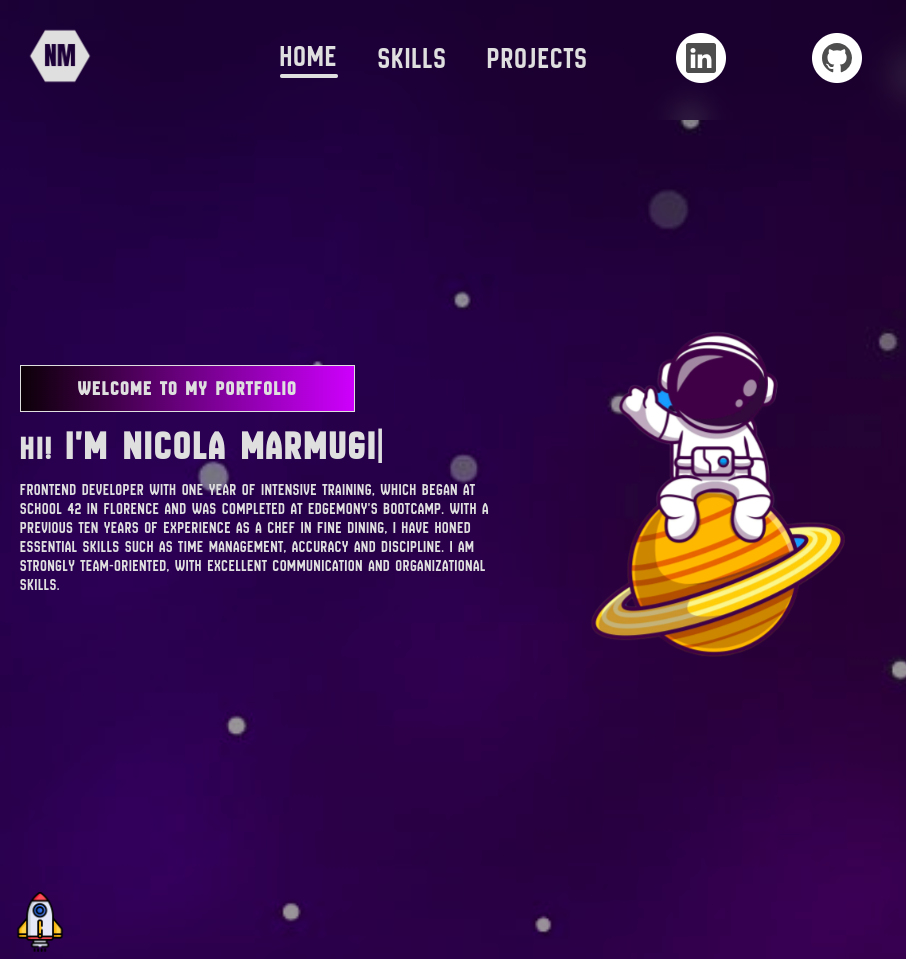 NM
HOME
SKILLS
PROJECTS
in
WELCOME TO MY PORTFOLIO
HI! I'M NICOLA MARMUGI|
FRONTEND DEVELOPER WITH ONE YEAR OF INTENSIVE TRAINING, WHICH BEGAN AT
SCHOOL 42 IN FLORENCE AND WAS COMPLETED AT EDGEMONY'S BOOTCAMP. WITH A
PREVIOUS TEN YEARS OF EXPERIENCE AS A CHEF IN FINE DINING, I HAVE HONED
ESSENTIAL SKILLS SUCH AS TIME MANAGEMENT, ACCURACY AND DISCIPLINE. I AM
STRONGLY TEAM-ORIENTED, WITH EXCELLENT COMMUNICATION AND ORGANIZATIONAL
SKILLS.